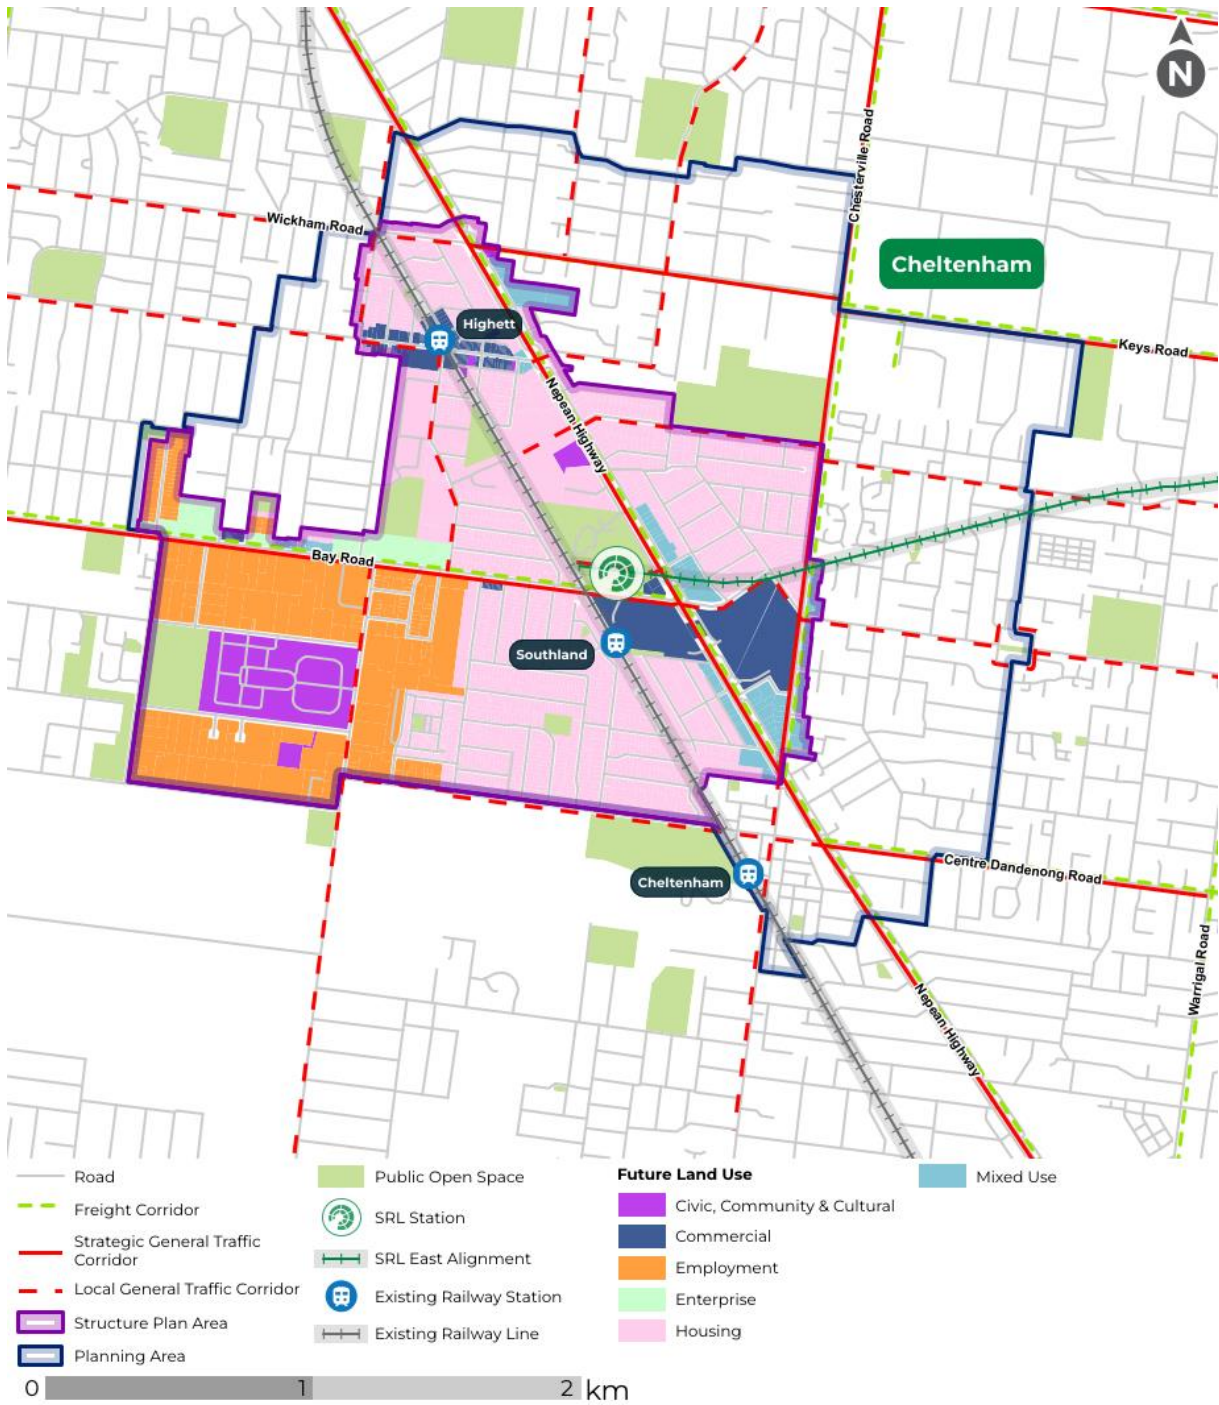 N
Chesterville Road
Wickham Road
Cheltenham
Highett
Keys Road
Nepean Highway
Bay Road
Southland
Cheltenham
Centre Dandenong Road
Warrigal Road
Nepean Highway
Road
Freight Corridor
Strategic General Traffic
Corridor
Local General Traffic Corridor
Structure Plan Area
Planning Area
Public Open Space
SRL Station
SRL East Alignment
Existing Railway Station
Existing Railway Line
Future Land Use
Civic, Community & Cultural
Commercial
Employment
Enterprise
Housing
Mixed Use
0 1 2 km